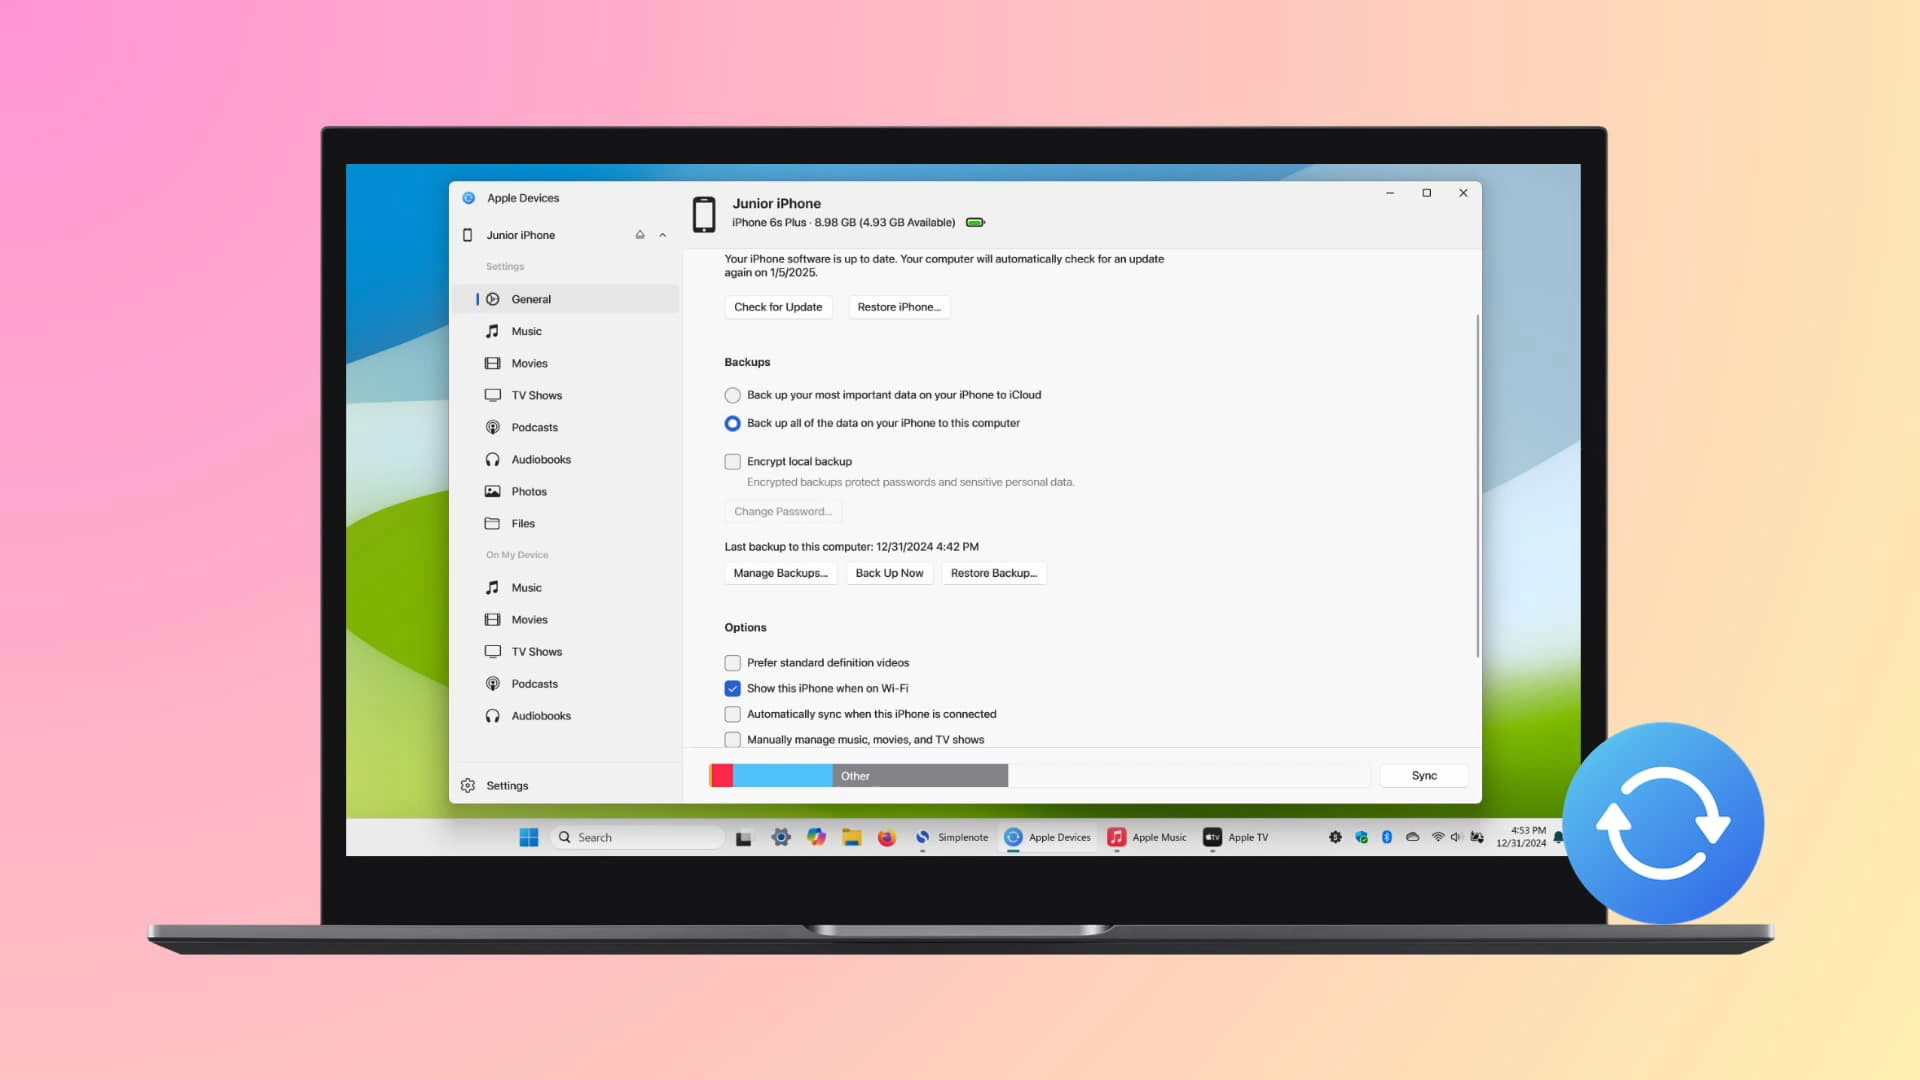 Apple Devices
Junior iPhone
Settings
General
Music
Movies
TV Shows
Podcasts
Audiobooks
Photos
Files
On My Device
Music
Movies
TV Shows
Podcasts
Audiobooks
Settings
Junior iPhone
iPhone 6s Plus · 8.98 GB (4.93 GB Available)
Your iPhone software is up to date. Your computer will automatically check for an update
again on 1/5/2025.
Check for Update
Restore iPhone...
Backups
Back up your most important data on your iPhone to iCloud
Back up all of the data on your iPhone to this computer
Encrypt local backup
Encrypted backups protect passwords and sensitive personal data.
Change Password...
Last backup to this computer: 12/31/2024 4:42 PM
Manage Backups...
Back Up Now
Restore Backup...
Options
Prefer standard definition videos
Show this iPhone when on Wi-Fi
Automatically sync when this iPhone is connected
Manually manage music, movies, and TV shows
Other
Sync
Search
Simplenote
Apple Devices
Apple Music
tv
Apple TV
4:53 PM
12/31/2024